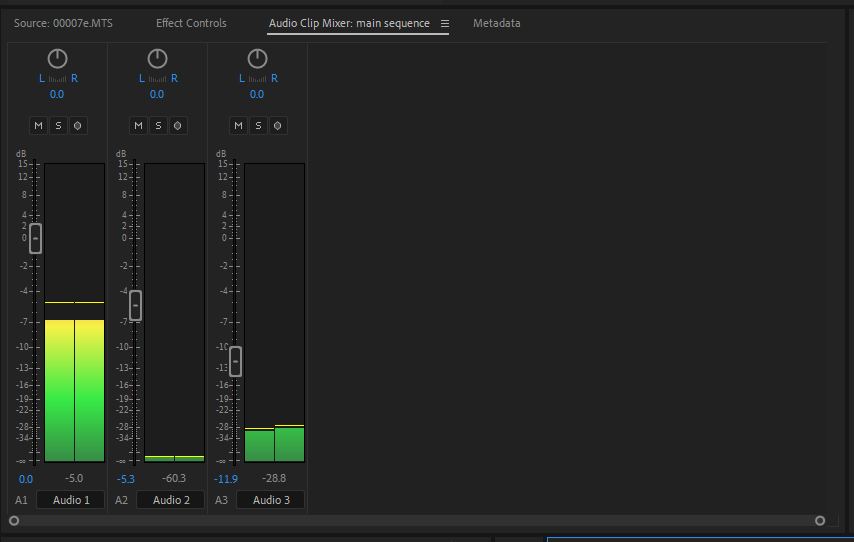 Source: 00007e.MTS Effect Controls Audio Clip Mixer: main sequence Metadata
L R L R L R
0.0 0.0 0.0
M S M S M S
dB dB dB
15 15 15
12 12 12
8 8 8
4 4 4
2 2 2
0 0 0
-2 -2 -2
-4 -4 -4
-7 -7 -7
-10 -10 -10
-13 -13 -13
-16 -16 -16
-19 -19 -19
-22 -22 -22
-28 -28 -28
-34 -34 -34
-∞ -∞ -∞
0.0 -5.0 -5.3 -60.3 -11.9 -28.8
A1 Audio 1 A2 Audio 2 A3 Audio 3